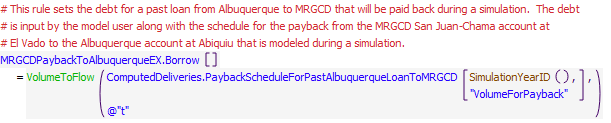 # This rule sets the debt for a past loan from Albuquerque to MRGCD that will be paid back during a simulation.  The debt
# is input by the model user along with the schedule for the payback from the MRGCD San Juan-Chama account at
# El Vado to the Albuquerque account at Abiquiu that is modeled during a simulation.
MRGCDPaybackToAlbuquerqueEX.Borrow []
= VolumeToFlow ( ComputedDeliveries.PaybackScheduleForPastAlbuquerqueLoanToMRGCD [ SimulationYearID () , ] ,
"VolumeForPayback"
@"t" )